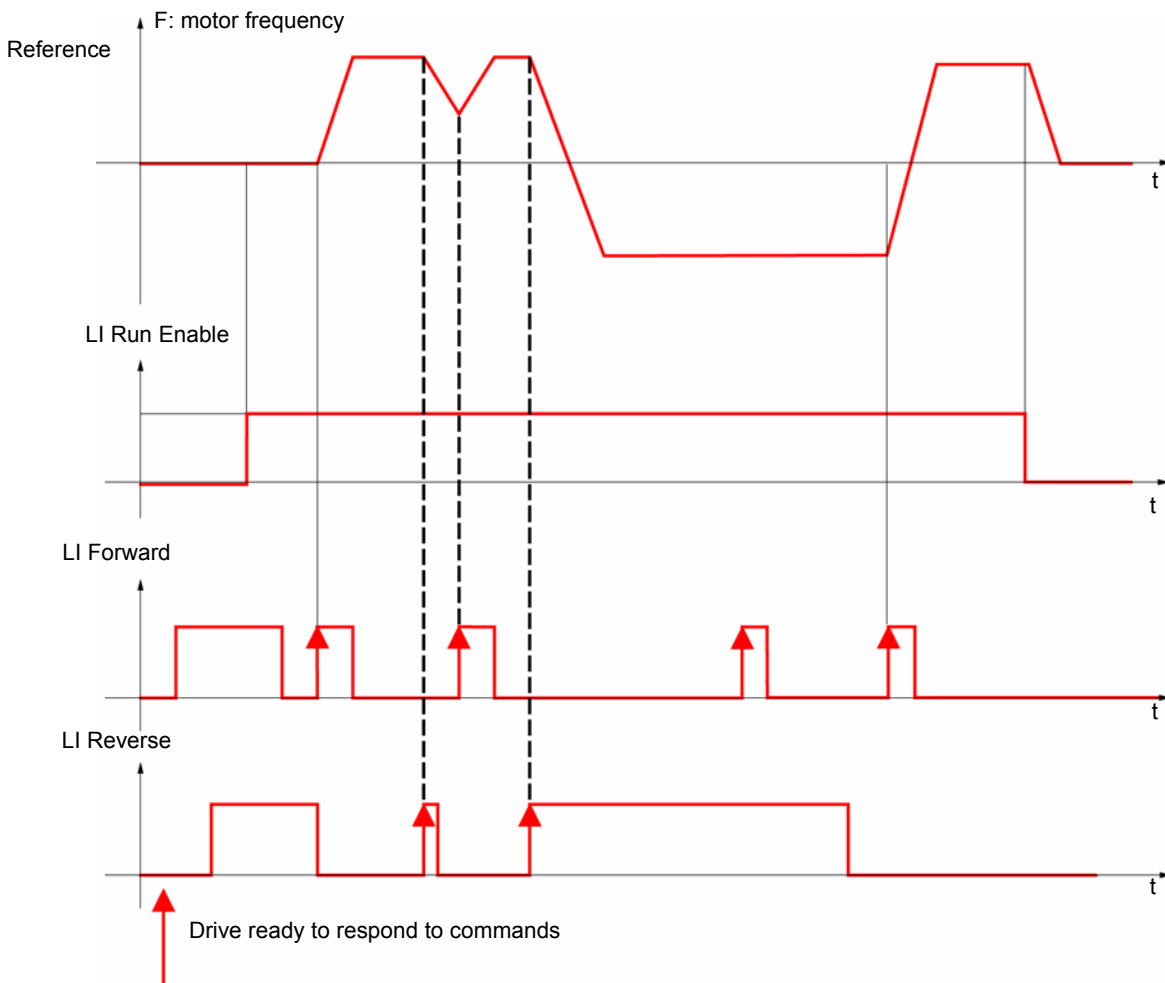 F: motor frequency
Reference
t
LI Run Enable
t
LI Forward
t
LI Reverse
t
Drive ready to respond to commands